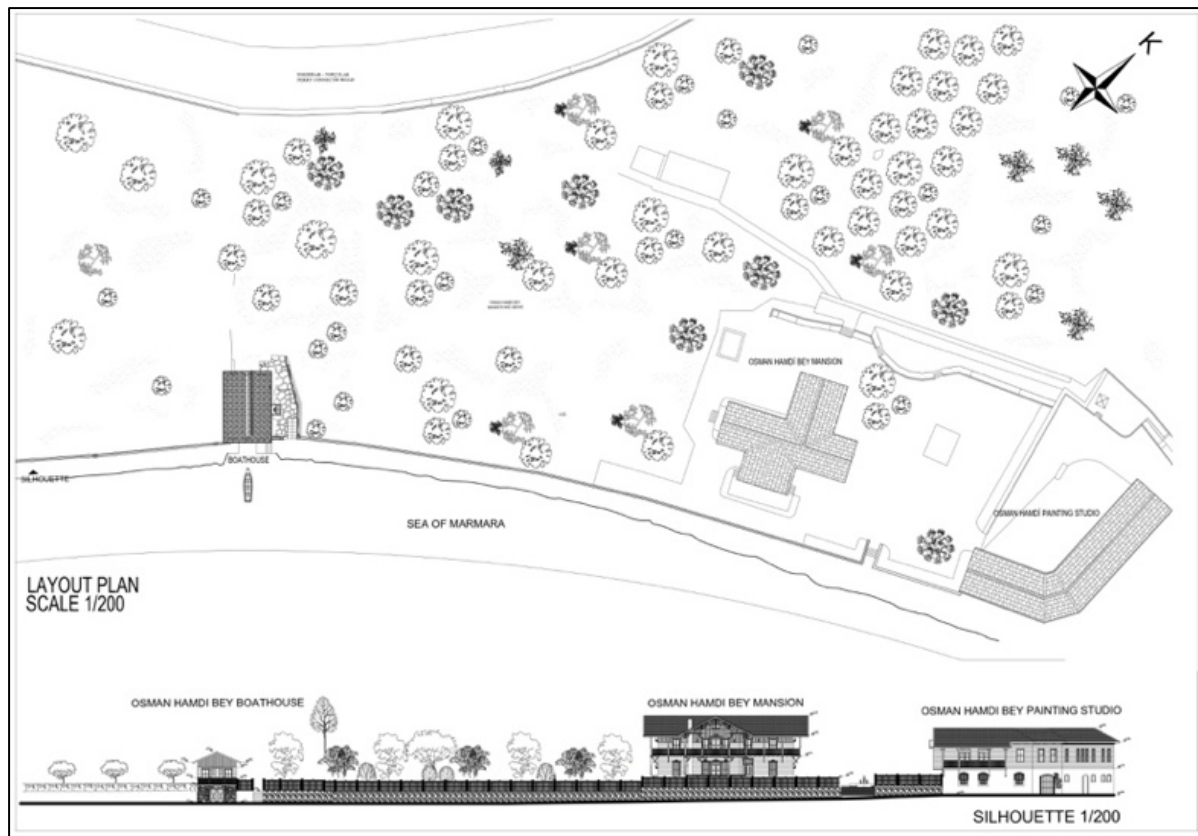 K
OSMAN HAMDİ BEY MANSION
BOATHOUSE
SILHOUETTE
SEA OF MARMARA
OSMAN HAMDİ PAINTING STUDIO
LAYOUT PLAN
SCALE 1/200
OSMAN HAMDI BEY BOATHOUSE
OSMAN HAMDI BEY MANSION
OSMAN HAMDI BEY PAINTING STUDIO
SILHOUETTE 1/200